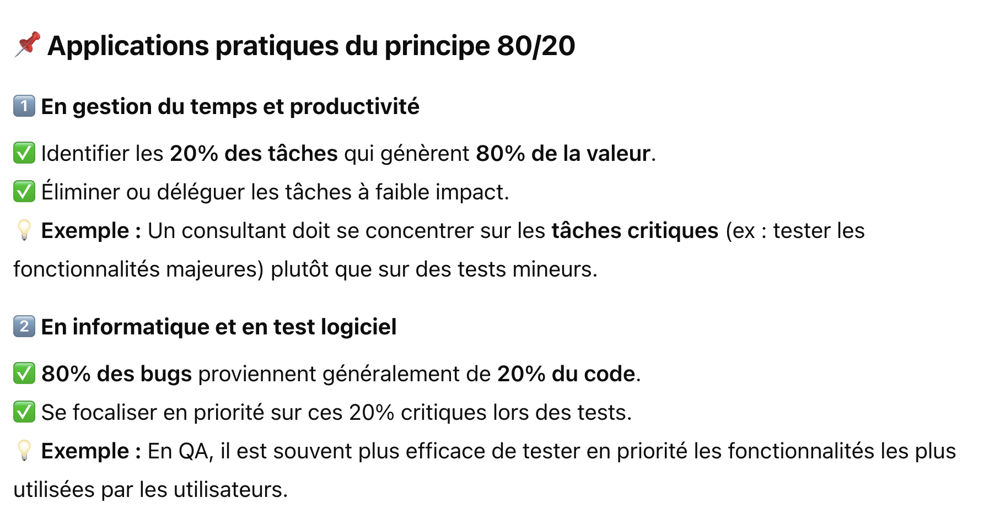 📌 Applications pratiques du principe 80/20
1️⃣ En gestion du temps et productivité
✅ Identifier les 20% des tâches qui génèrent 80% de la valeur.
✅ Éliminer ou déléguer les tâches à faible impact.
💡 Exemple : Un consultant doit se concentrer sur les tâches critiques (ex : tester les
fonctionnalités majeures) plutôt que sur des tests mineurs.
2️⃣ En informatique et en test logiciel
✅ 80% des bugs proviennent généralement de 20% du code.
✅ Se focaliser en priorité sur ces 20% critiques lors des tests.
💡 Exemple : En QA, il est souvent plus efficace de tester en priorité les fonctionnalités les plus
utilisées par les utilisateurs.